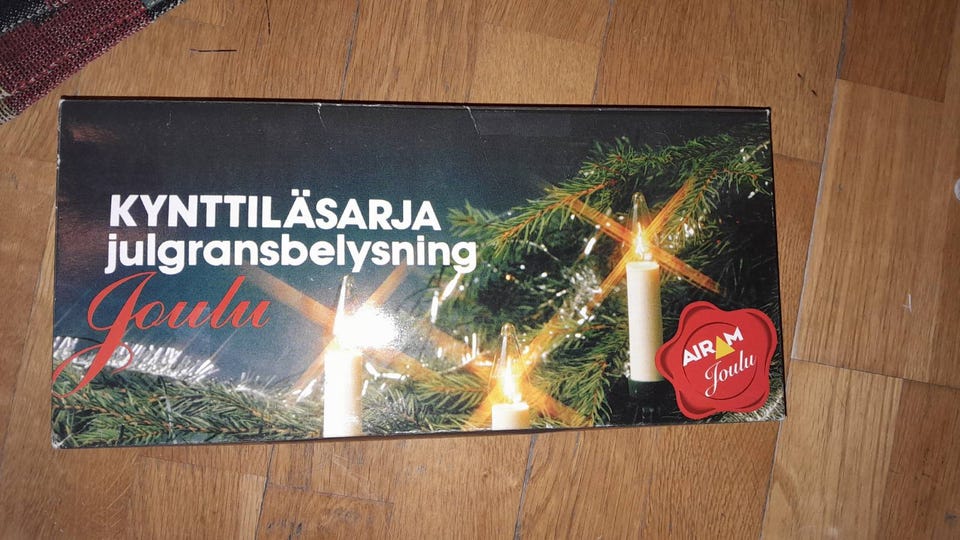 KYNTTILÄSARJA
julgransbelysning
Joulu
AIRAM
Joulu